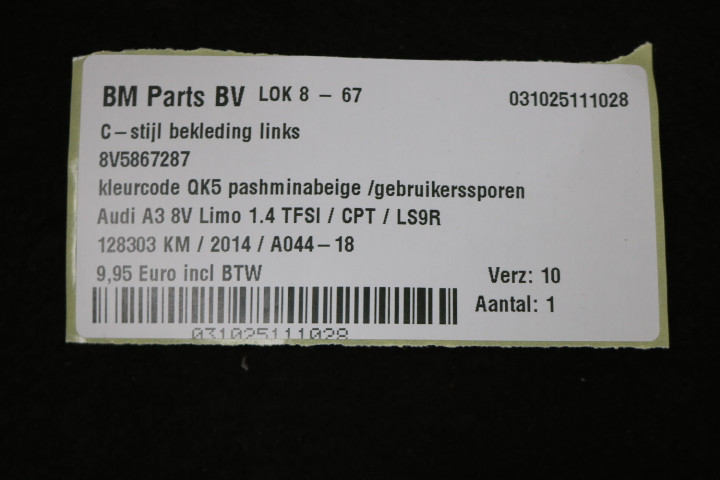 BM Parts BV LOK 8 - 67 031025111028
C-stijl bekleding links
8V5867287
kleurcode QK5 pashminabeige /gebruikerssporen
Audi A3 8V Limo 1.4 TFSI / CPT / LS9R
128303 KM / 2014 / A044-18
9,95 Euro incl BTW Verz: 10
Aantal: 1
031025111028